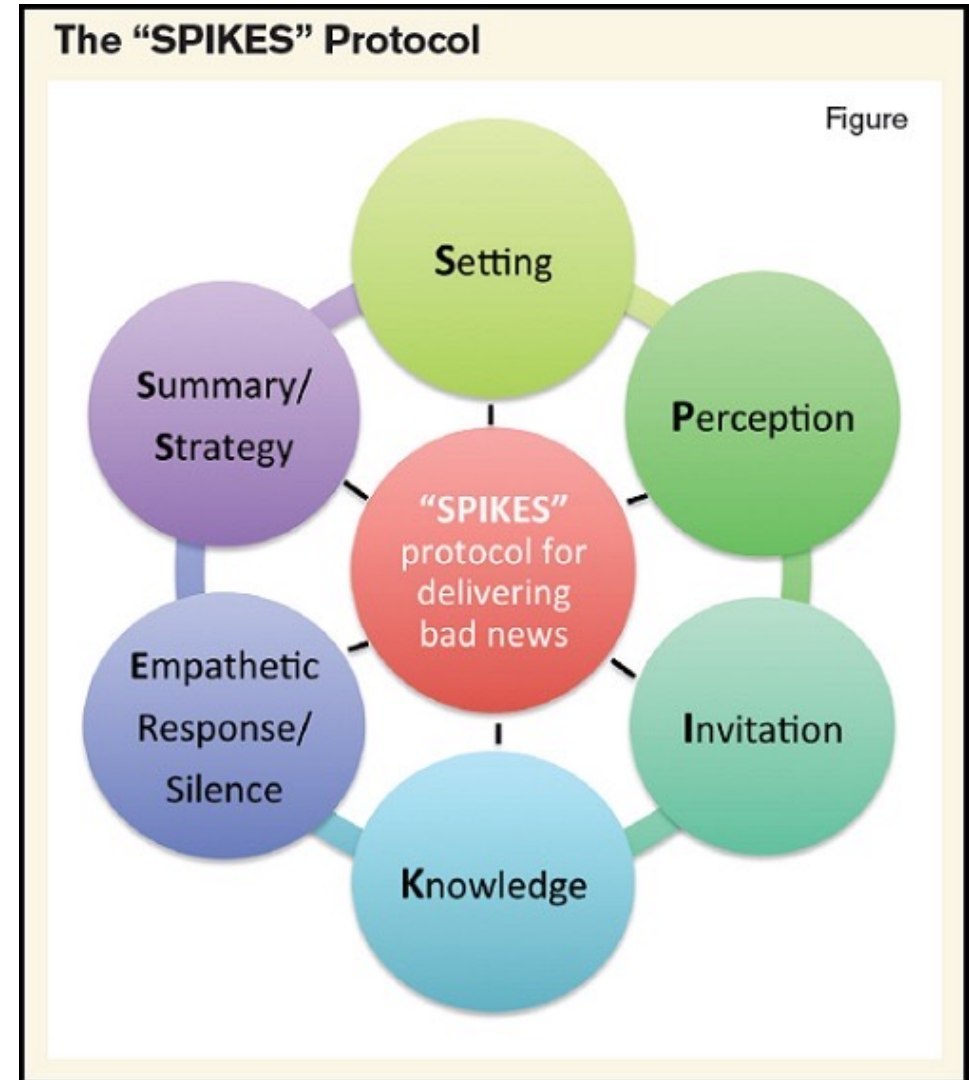 The “SPIKES” Protocol
Figure
Setting
Perception
Invitation
Knowledge
Empathetic
Response/
Silence
Summary/
Strategy
“SPIKES”
protocol for
delivering
bad news